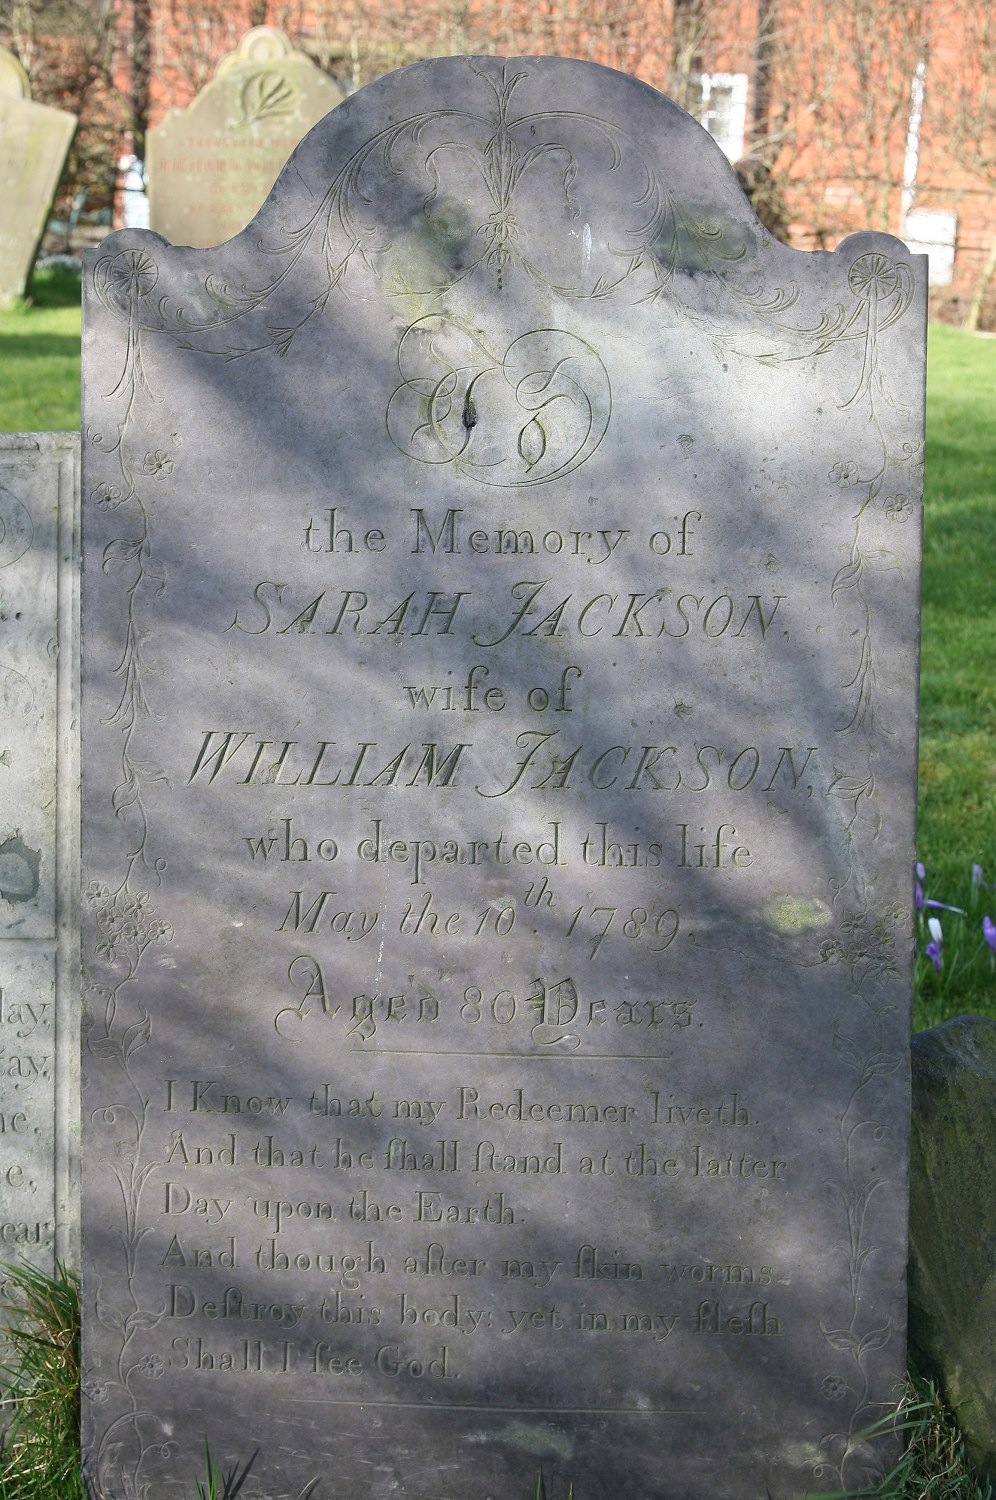 To
the Memory of
SARAH JACKSON.
wife of
WILLIAM JACKSON,
who departed this life
May the 10th. 1789.
Aged 80 Years.
I Know that my Redeemer liveth.
And that he ſhall ſtand at the latter
Day upon the Earth.
And though after my ſkin worms
Deſtroy this body: yet in my fleſh
Shall I ſee God.